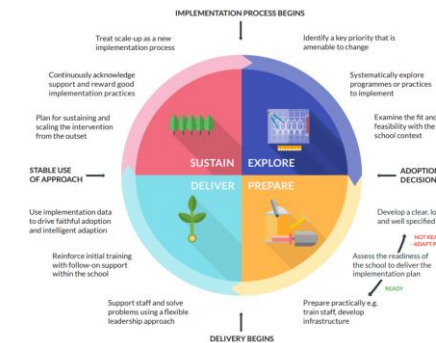 IMPLEMENTATION PROCESS BEGINS
Treat scale-up as a new
implementation process
Identify a key priority that is
amenable to change
Continuously acknowledge
support and reward good
implementation practices
Systematically explore
programmes or practices
to implement
Plan for sustaining and
scaling the intervention
from the outset
Examine the fit and
feasibility with the
school context
SUSTAIN
EXPLORE
STABLE USE
OF APPROACH
ADOPTION
DECISION
DELIVER
PREPARE
Use implementation data
to drive faithful adoption
and intelligent adaption
Develop a clear,
and well specified
NOT
- ADAPT
Reinforce initial training
with follow-on support
within the school
Assess the readiness of
the school to deliver the
implementation plan
READY
Support staff and solve
problems using a flexible
leadership approach
Prepare practically e.g.
train staff, develop
infrastructure
DELIVERY BEGINS